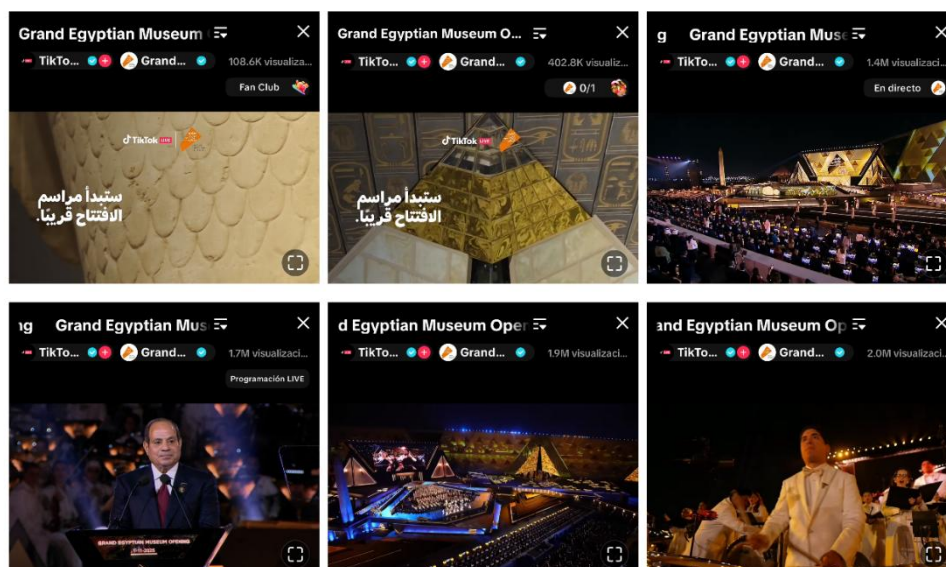 Grand Egyptian Museum
TikTo... Grand... 108.6K visualiza...
Fan Club
TikTok LIVE
ستبدأ مراسم
الافتتاح قريبًا.
Grand Egyptian Museum O...
TikTo... Grand... 402.8K visualiz...
0/1
TikTok LIVE
ستبدأ مراسم
الافتتاح قريبًا.
g Grand Egyptian Muse
TikTo... Grand... 1.4M visualizaci...
En directo
ng Grand Egyptian Mus
TikTo... Grand... 1.7M visualizaci...
Programación LIVE
GRAND EGYPTIAN MUSEUM OPENING
d Egyptian Museum Oper
TikTo... Grand... 1.9M visualizaci...
and Egyptian Museum Op
TikTo... Grand... 2.0M visualizaci...